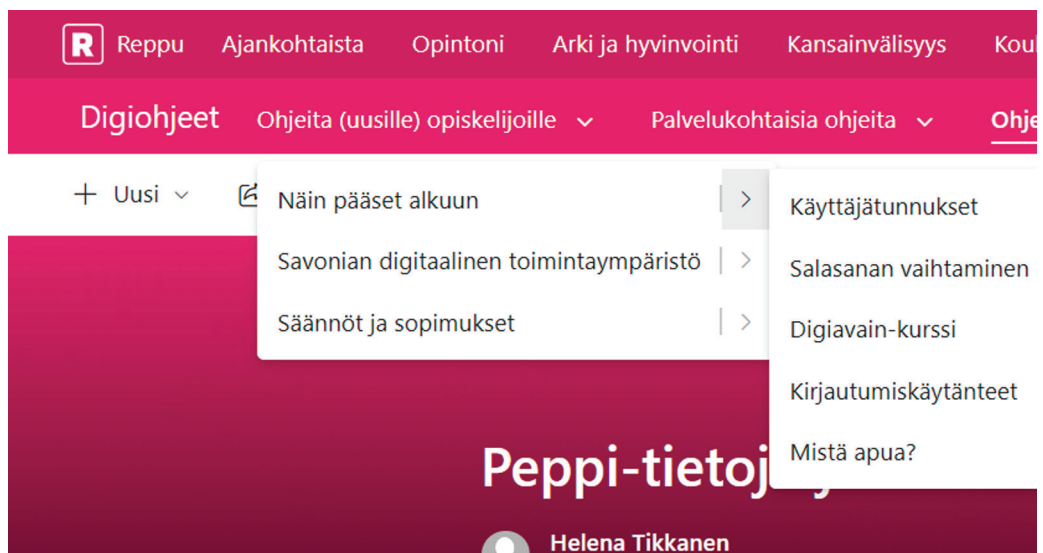 R Reppu Ajankohtaista Opintoni Arki ja hyvinvointi Kansainvälisyys
Digiohjeet Ohjeita (uusille) opiskelijoille Palvelukohtaisia ohjeita
Uusi
Näin pääset alkuun
Savonian digitaalinen toimintaympäristö
Säännöt ja sopimukset
Käyttäjätunnukset
Salasanan vaihtaminen
Digiavain-kurssi
Kirjautumiskäytänteet
Mistä apua?
Helena Tikkanen